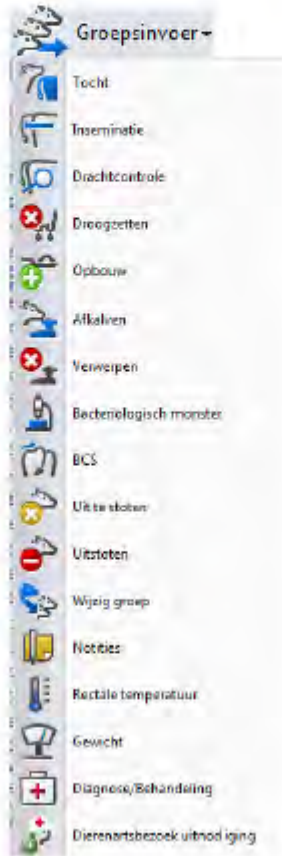 Groepsinvoer
Tocht
Inseminatie
Drachtcontrole
Droogzetten
Opbouw
Afkalven
Verwerpen
Bacteriologisch monster
BCS
Uit te stoten
Uitstoten
Wijzig groep
Notities
Rectale temperatuur
Gewicht
Diagnose/Behandeling
Dierenartsbezoek uitnodiging